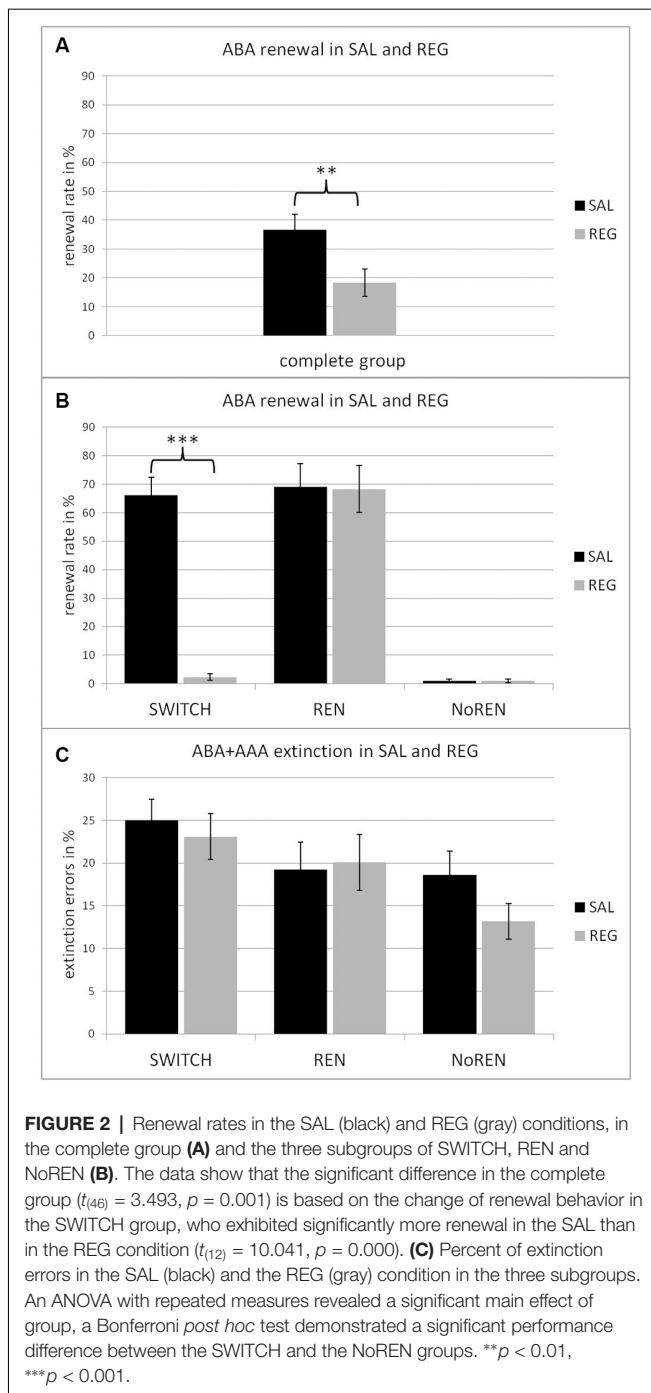 A
ABA renewal in SAL and REG
90
80
70
60
50
40
30
20
10
0
renewal rate in %
**
SAL
REG
complete group
B
ABA renewal in SAL and REG
90
80
70
60
50
40
30
20
10
0
renewal rate in %
***
SAL
REG
SWITCH REN NoREN
C
ABA+AAA extinction in SAL and REG
30
25
20
15
10
5
0
extinction errors in %
SAL
REG
SWITCH REN NoREN
FIGURE 2 | Renewal rates in the SAL (black) and REG (gray) conditions, in
the complete group (A) and the three subgroups of SWITCH, REN and
NoREN (B). The data show that the significant difference in the complete
group (t(46) = 3.493, p = 0.001) is based on the change of renewal behavior in
the SWITCH group, who exhibited significantly more renewal in the SAL than
in the REG condition (t(12) = 10.041, p = 0.000). (C) Percent of extinction
errors in the SAL (black) and the REG (gray) condition in the three subgroups.
An ANOVA with repeated measures revealed a significant main effect of
group, a Bonferroni post hoc test demonstrated a significant performance
difference between the SWITCH and the NoREN groups. **p < 0.01,
***p < 0.001.